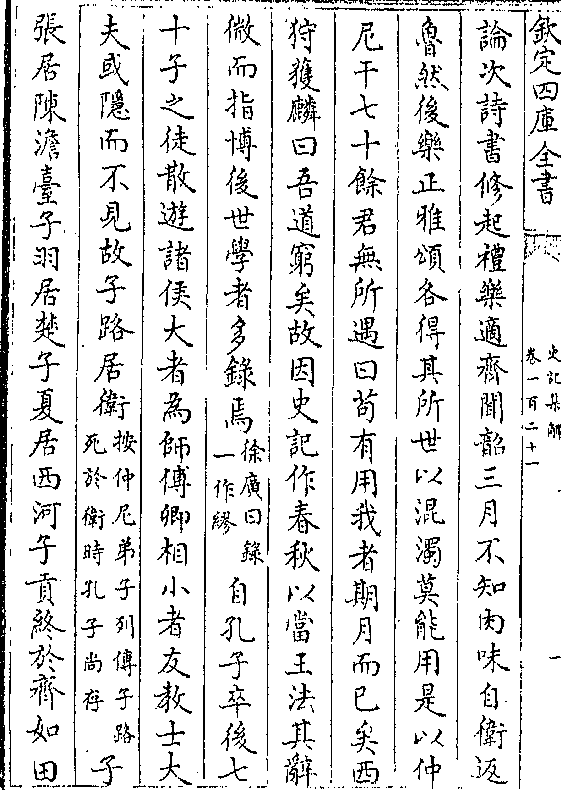 欽定四庫全書
史記集解
卷一百二十一
一
論次詩書修起禮樂適齊聞韶三月不知肉味自衛返
魯然後樂正雅頌各得其所世以混濁莫能用是以仲
尼干七十餘君無所遇曰苟有用我者期月而已矣西
狩獲麟曰吾道窮矣故因史記作春秋以當王法其辭
微而指博後世學者多錄焉徐廣曰錄一作繆自孔子卒後七
十子之徒散遊諸侯大者為師傅卿相小者友教士大
夫或隱而不見故子路居衛按仲尼弟子列傳子路死於衛時孔子尚存子
張居陳澹臺子羽居楚子夏居西河子貢終於齊如田